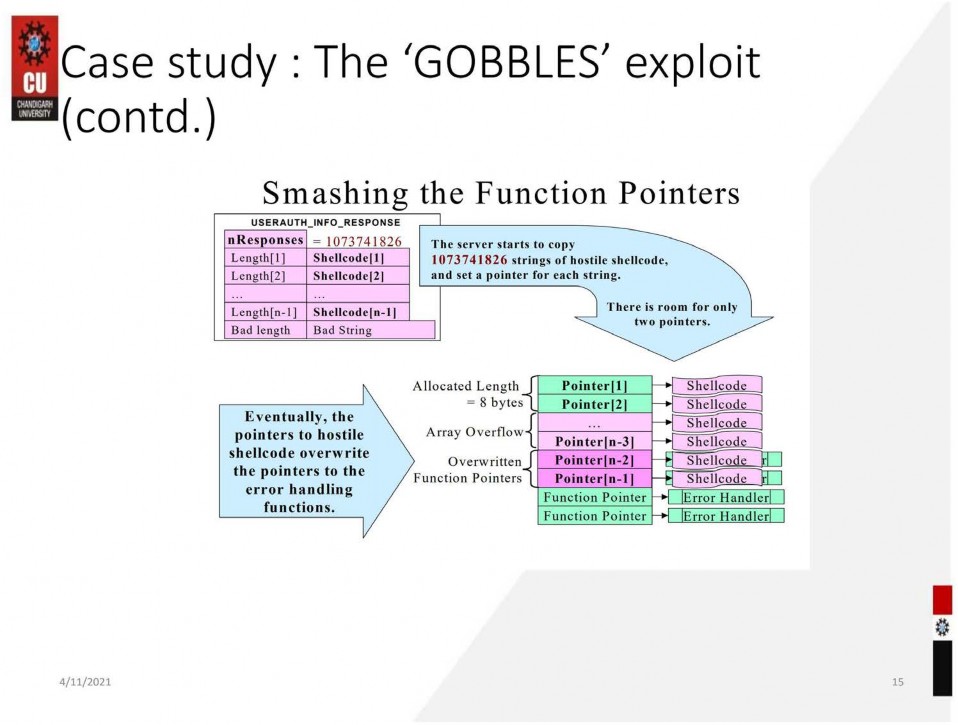 CU
CHANDIGARH
UNIVERSITY
Case study : The ‘GOBBLES’ exploit
(contd.)
Smashing the Function Pointers
USERAUTH_INFO_RESPONSE
nResponses = 1073741826
Length[1] Shellcode[1]
Length[2] Shellcode[2]
... ...
Length[n-1] Shellcode[n-1]
Bad length Bad String
The server starts to copy
1073741826 strings of hostile shellcode,
and set a pointer for each string.
There is room for only
two pointers.
Eventually, the
pointers to hostile
shellcode overwrite
the pointers to the
error handling
functions.
Allocated Length
= 8 bytes
Array Overflow
Overwritten
Function Pointers
Pointer[1] Shellcode
Pointer[2] Shellcode
... Shellcode
Pointer[n-3] Shellcode
Pointer[n-2] Shellcode r
Pointer[n-1] Shellcode r
Function Pointer Error Handler
Function Pointer Error Handler
4/11/2021
15